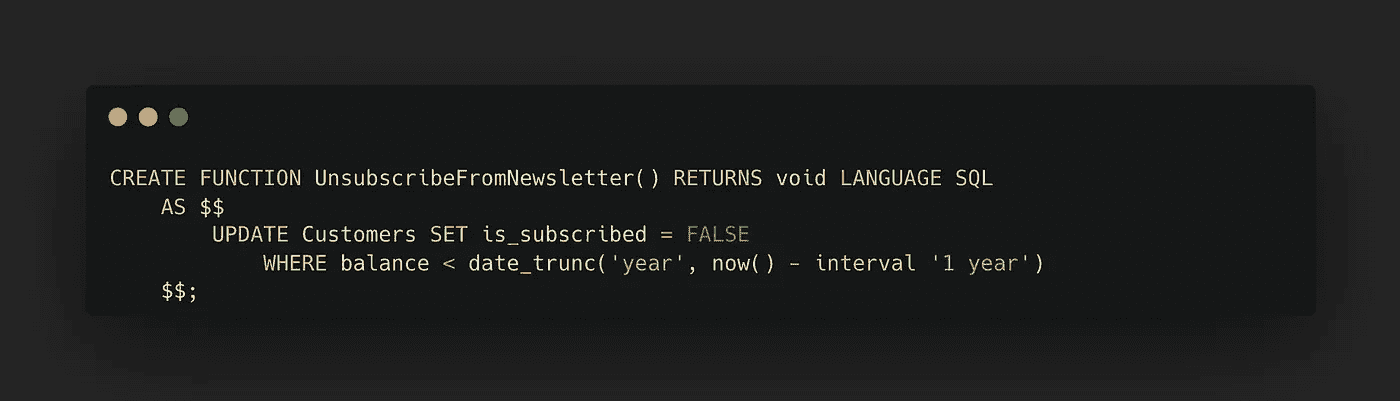 CREATE FUNCTION UnsubscribeFromNewsletter() RETURNS void LANGUAGE SQL
    AS $$
        UPDATE Customers SET is_subscribed = FALSE
            WHERE balance < date_trunc('year', now() - interval '1 year')
    $$;